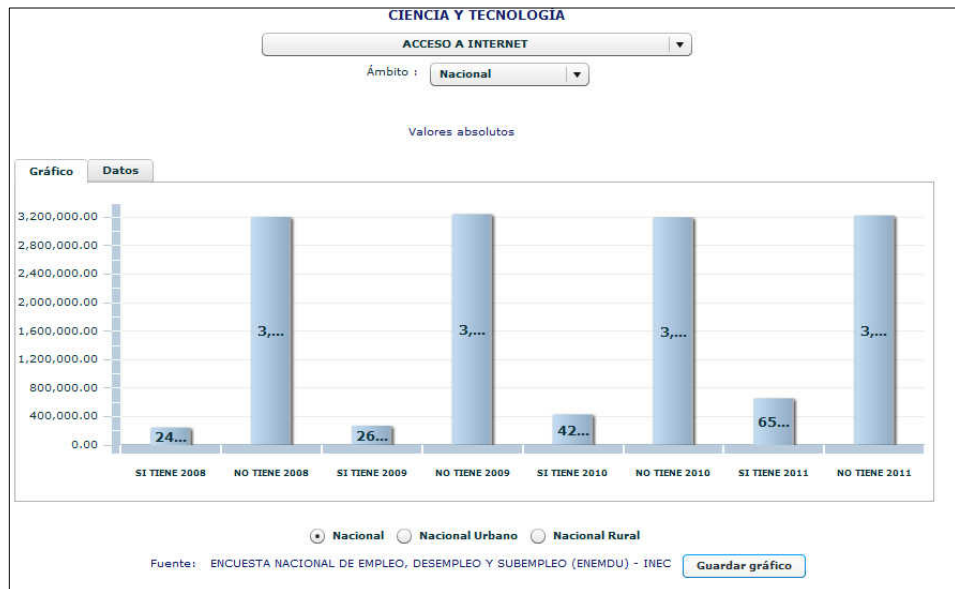 CIENCIA Y TECNOLOGÍA
ACCESO A INTERNET
Ámbito : Nacional
Valores absolutos
Gráfico Datos
3,200,000.00
2,800,000.00
2,400,000.00
2,000,000.00
1,600,000.00
1,200,000.00
800,000.00
400,000.00
0.00
24... 3,... 26... 3,... 42... 3,... 65... 3,...
SI TIENE 2008 NO TIENE 2008 SI TIENE 2009 NO TIENE 2009 SI TIENE 2010 NO TIENE 2010 SI TIENE 2011 NO TIENE 2011
Nacional Nacional Urbano Nacional Rural
Fuente: ENCUESTA NACIONAL DE EMPLEO, DESEMPLEO Y SUBEMPLEO (ENEMDU) - INEC Guardar gráfico